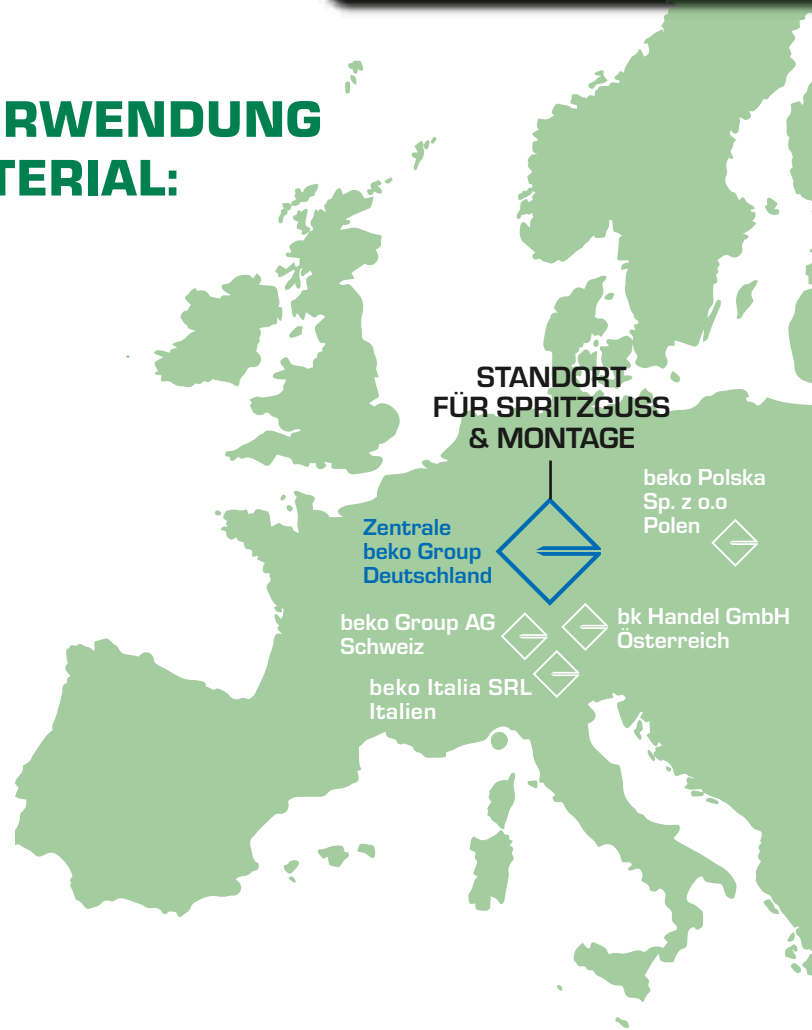 RWENDUNG
TERIAL:
STANDORT
FÜR SPRITZGUSS
& MONTAGE
beko Polska
Sp. z o.o
Polen
Zentrale
beko Group
Deutschland
beko Group AG
Schweiz
bk Handel GmbH
Österreich
beko Italia SRL
Italien